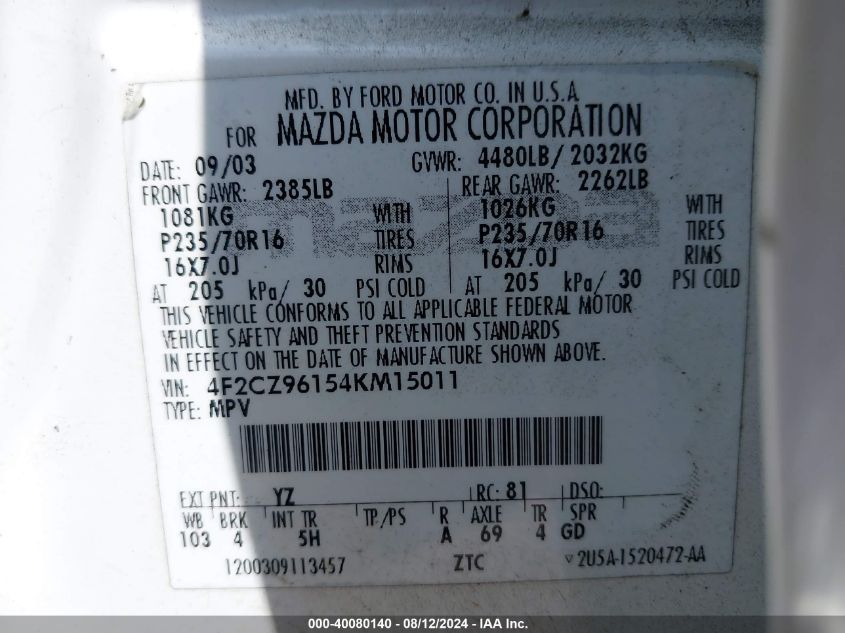 MFD. BY FORD MOTOR CO. IN U.S.A
FOR MAZDA MOTOR CORPORATION
DATE: 09/03 GVWR: 4480LB/ 2032KG
FRONT GAWR: 2385LB REAR GAWR: 2262LB
1081KG WITH 1026KG WITH
P235/70R16 TIRES P235/70R16 TIRES
16X7.0J RIMS 16X7.0J RIMS
AT 205 kPa/ 30 PSI COLD AT 205 kPa/ 30 PSI COLD
THIS VEHICLE CONFORMS TO ALL APPLICABLE FEDERAL MOTOR
VEHICLE SAFETY AND THEFT PREVENTION STANDARDS
IN EFFECT ON THE DATE OF MANUFACTURE SHOWN ABOVE.
VIN: 4F2CZ96154KM15011
TYPE: MPV
EXT PNT: YZ RC: 81 DSO:
WB BRK INT TR TP/PS R AXLE TR SPR
103 4 5H A 69 4 GD
1200309113457 ZTC 2U5A-1520472-AA
000-40080140 - 08/12/2024 - IAA Inc.